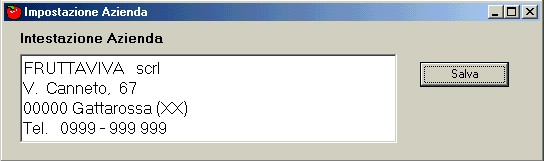 Impostazione Azienda
Intestazione Azienda
FRUTTAVIVA scrl
V. Canneto, 67
00000 Gattarossa (XX)
Tel. 0999 - 999 999
Salva